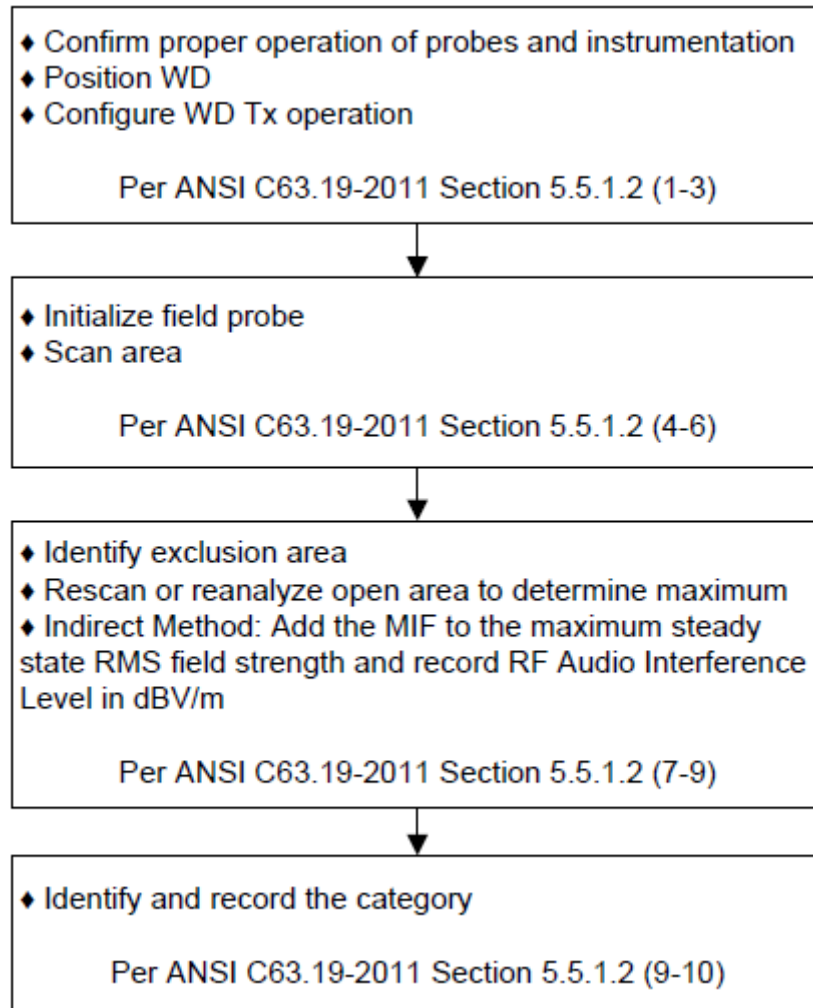 ♦ Confirm proper operation of probes and instrumentation
♦ Position WD
♦ Configure WD Tx operation
Per ANSI C63.19-2011 Section 5.5.1.2 (1-3)
♦ Initialize field probe
♦ Scan area
Per ANSI C63.19-2011 Section 5.5.1.2 (4-6)
♦ Identify exclusion area
♦ Rescan or reanalyze open area to determine maximum
♦ Indirect Method: Add the MIF to the maximum steady
state RMS field strength and record RF Audio Interference
Level in dBV/m
Per ANSI C63.19-2011 Section 5.5.1.2 (7-9)
♦ Identify and record the category
Per ANSI C63.19-2011 Section 5.5.1.2 (9-10)